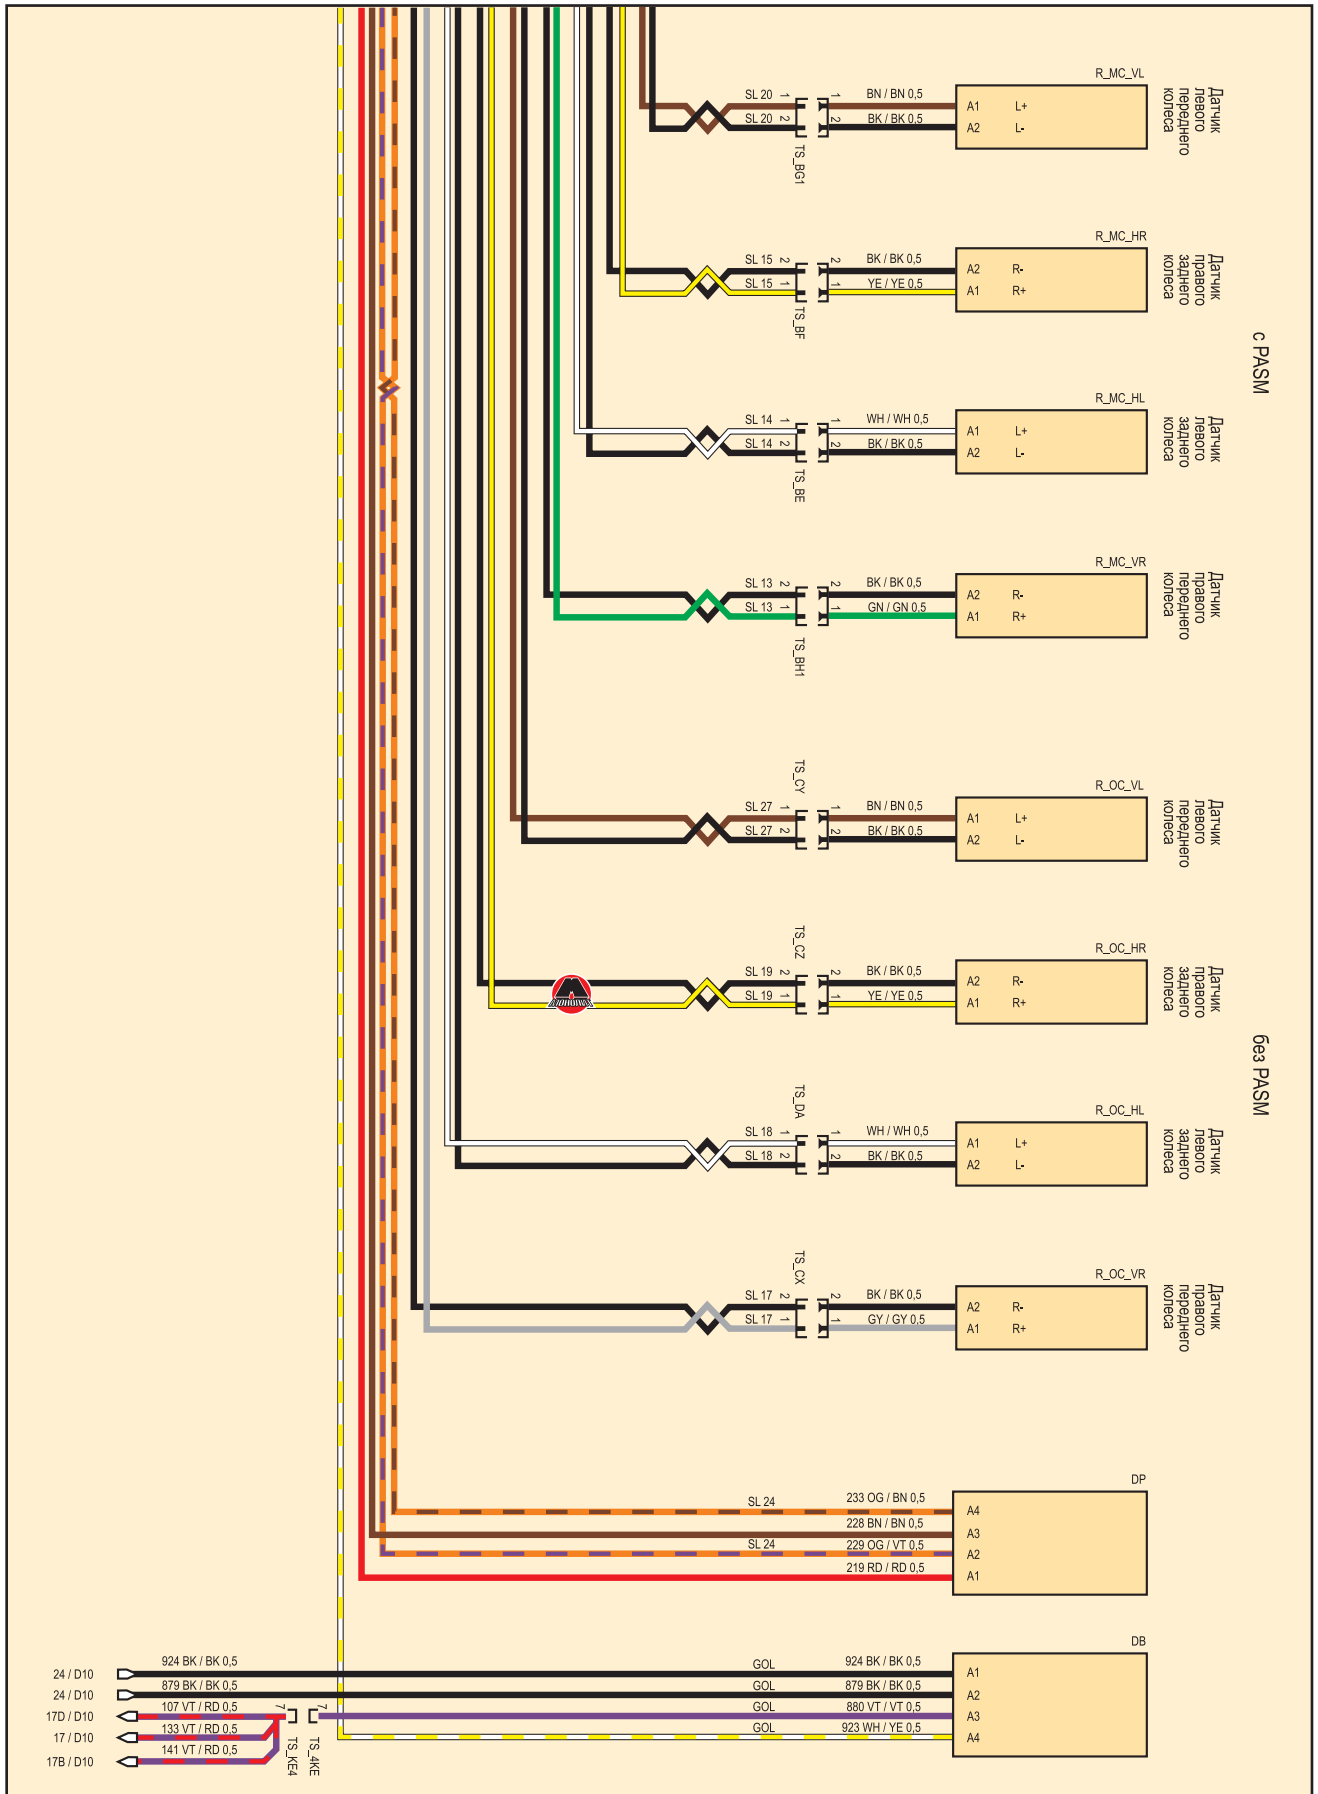 R_MC_VL
SL 20 1 1 BN / BN 0,5 A1 L+
SL 20 2 2 BK / BK 0,5 A2 L-
TS_BG1
Датчик
левого
переднего
колеса
R_MC_HR
SL 15 2 2 BK / BK 0,5 A2 R-
SL 15 1 1 YE / YE 0,5 A1 R+
TS_BF
Датчик
правого
заднего
колеса
с PASM
R_MC_HL
SL 14 1 1 WH / WH 0,5 A1 L+
SL 14 2 2 BK / BK 0,5 A2 L-
TS_BE
Датчик
левого
заднего
колеса
R_MC_VR
SL 13 2 2 BK / BK 0,5 A2 R-
SL 13 1 1 GN / GN 0,5 A1 R+
TS_BH1
Датчик
правого
переднего
колеса
TS_CY
R_OC_VL
SL 27 1 1 BN / BN 0,5 A1 L+
SL 27 2 2 BK / BK 0,5 A2 L-
Датчик
левого
переднего
колеса
TS_CZ
R_OC_HR
SL 19 2 2 BK / BK 0,5 A2 R-
SL 19 1 1 YE / YE 0,5 A1 R+
Датчик
правого
заднего
колеса
без PASM
TS_DA
R_OC_HL
SL 18 1 1 WH / WH 0,5 A1 L+
SL 18 2 2 BK / BK 0,5 A2 L-
Датчик
левого
заднего
колеса
TS_CX
R_OC_VR
SL 17 2 2 BK / BK 0,5 A2 R-
SL 17 1 1 GY / GY 0,5 A1 R+
Датчик
правого
переднего
колеса
DP
SL 24 233 OG / BN 0,5 A4
228 BN / BN 0,5 A3
SL 24 229 OG / VT 0,5 A2
219 RD / RD 0,5 A1
DB
24 / D10 924 BK / BK 0,5 GOL 924 BK / BK 0,5 A1
24 / D10 879 BK / BK 0,5 GOL 879 BK / BK 0,5 A2
17D / D10 107 VT / RD 0,5 7 7 GOL 880 VT / VT 0,5 A3
17 / D10 133 VT / RD 0,5 GOL 923 WH / YE 0,5 A4
17B / D10 141 VT / RD 0,5
TS_KE4
TS_4KE